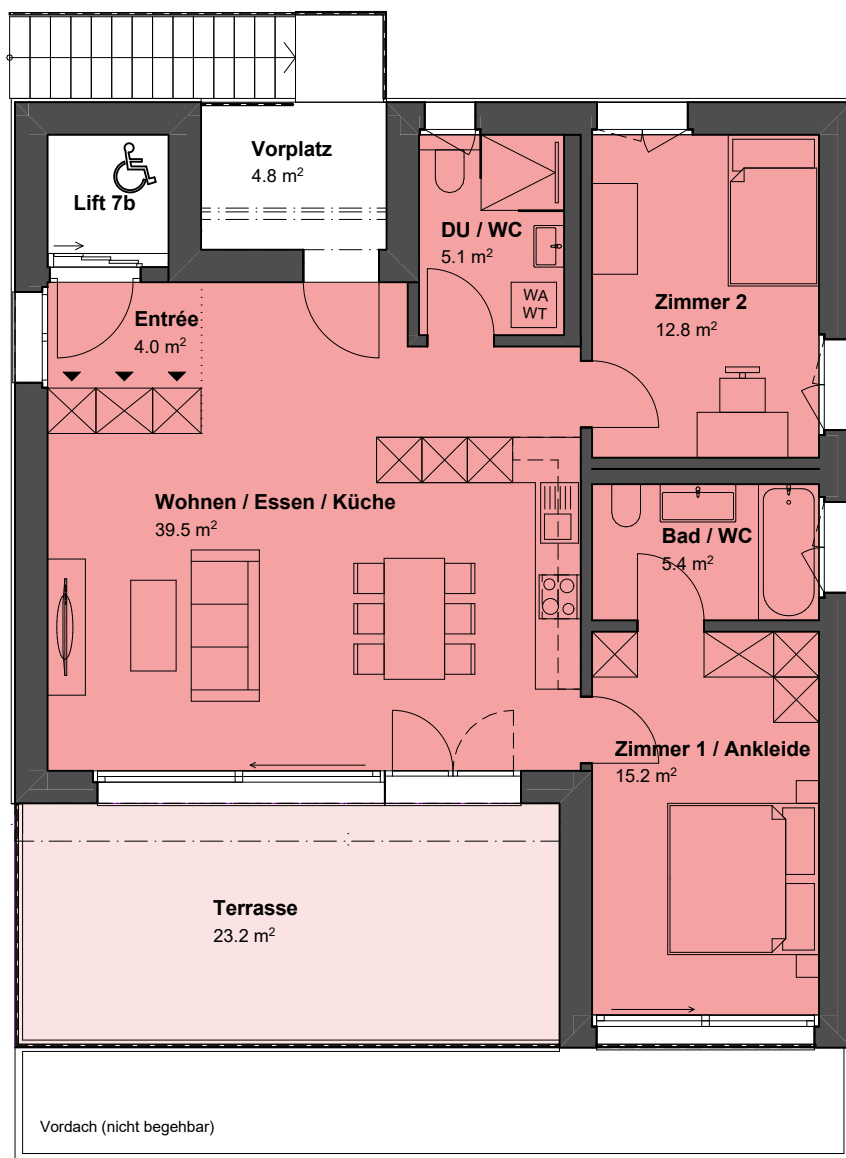 Vorplatz
4.8 m²
Lift 7b
DU / WC
5.1 m²
WA
WT
Zimmer 2
12.8 m²
Entrée
4.0 m²
Wohnen / Essen / Küche
39.5 m²
Bad / WC
5.4 m²
Zimmer 1 / Ankleide
15.2 m²
Terrasse
23.2 m²
Vordach (nicht begehbar)